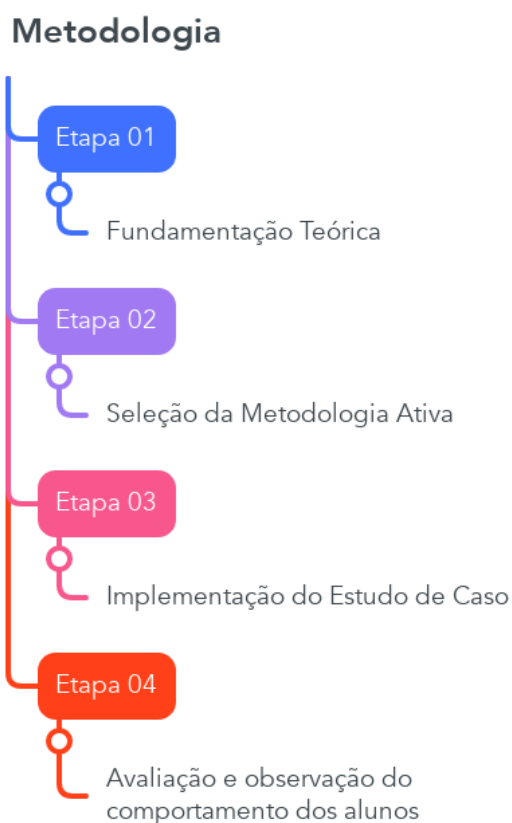 Metodologia
Etapa 01
Fundamentação Teórica
Etapa 02
Seleção da Metodologia Ativa
Etapa 03
Implementação do Estudo de Caso
Etapa 04
Avaliação e observação do
comportamento dos alunos